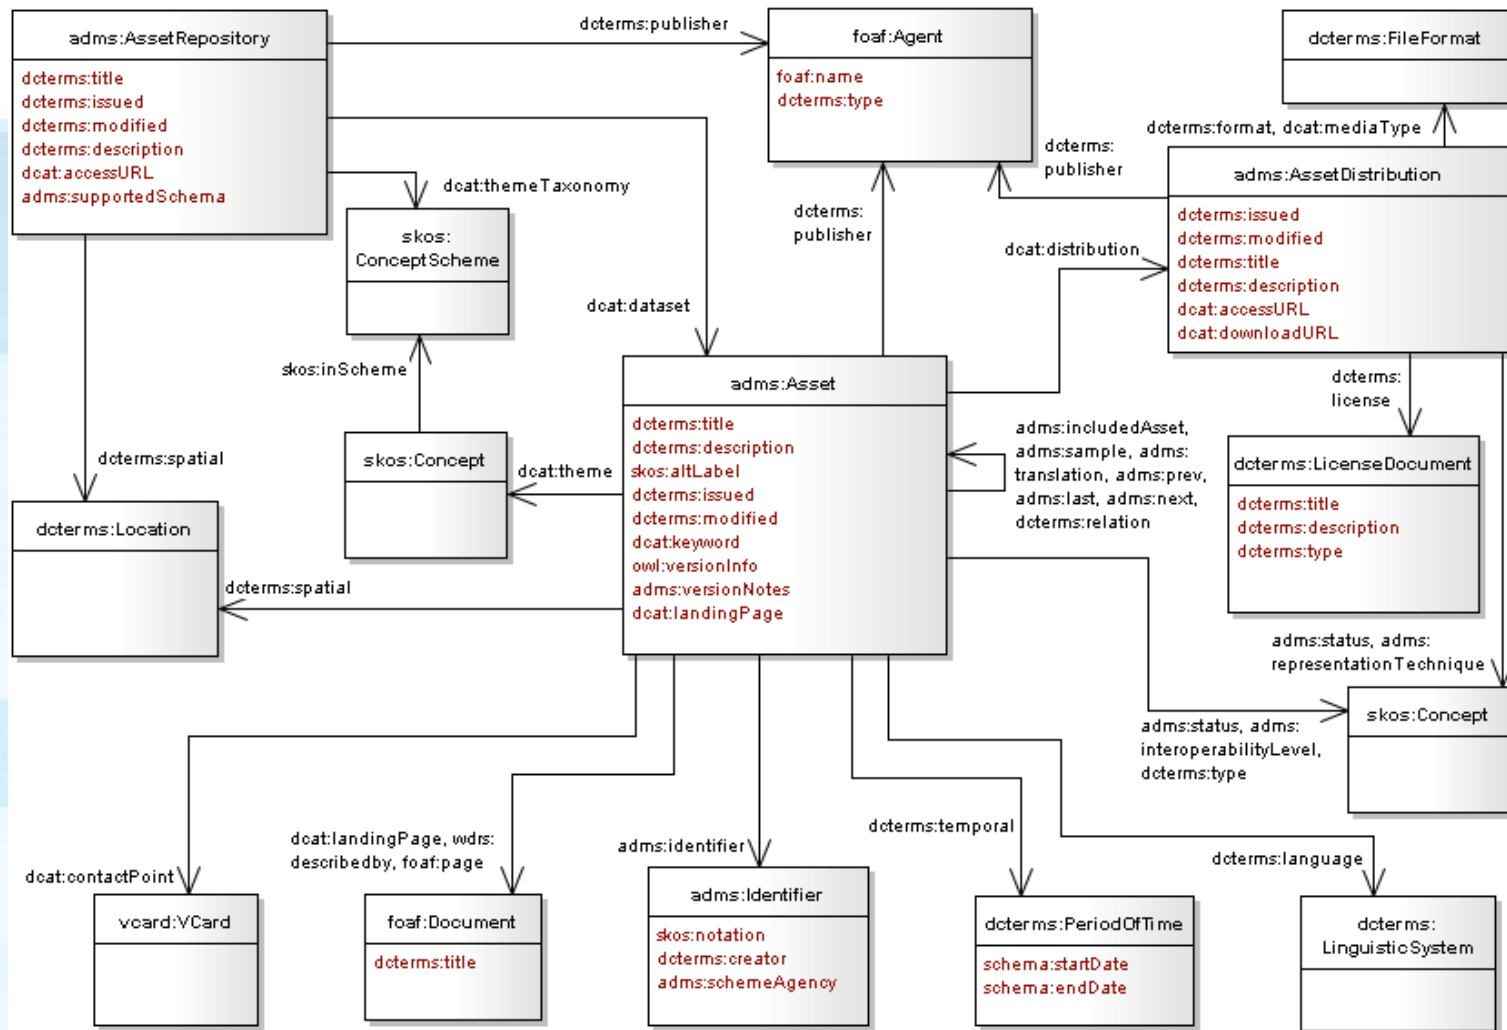 adms:AssetRepository
dcterms:title
dcterms:issued
dcterms:modified
dcterms:description
dcat:accessURL
adms:supportedSchema
dcterms:publisher
foaf:Agent
foaf:name
dcterms:type
dcterms:FileFormat
dcterms:format, dcat:mediaType
dcterms:
publisher
adms:AssetDistribution
dcterms:issued
dcterms:modified
dcterms:title
dcterms:description
dcat:accessURL
dcat:downloadURL
dcat:themeTaxonomy
skos:
ConceptScheme
dcterms:
publisher
dcat:distribution
dcat:dataset
skos:inScheme
adms:Asset
dcterms:title
dcterms:description
skos:altLabel
dcterms:issued
dcterms:modified
dcat:keyword
owl:versionInfo
adms:versionNotes
dcat:landingPage
dcterms:
license
adms:includedAsset,
adms:sample, adms:
translation, adms:prev,
adms:last, adms:next,
dcterms:relation
dcterms:LicenseDocument
dcterms:title
dcterms:description
dcterms:type
skos:Concept
dcat:theme
dcterms:spatial
dcterms:Location
dcterms:spatial
adms:status, adms:
representationTechnique
skos:Concept
adms:status, adms:
interoperabilityLevel,
dcterms:type
dcat:contactPoint
vcard:VCard
dcat:landingPage, wdrs:
describedby, foaf:page
foaf:Document
dcterms:title
adms:identifier
adms:Identifier
skos:notation
dcterms:creator
adms:schemeAgency
dcterms:temporal
dcterms:PeriodOfTime
schema:startDate
schema:endDate
dcterms:language
dcterms:
LinguisticSystem